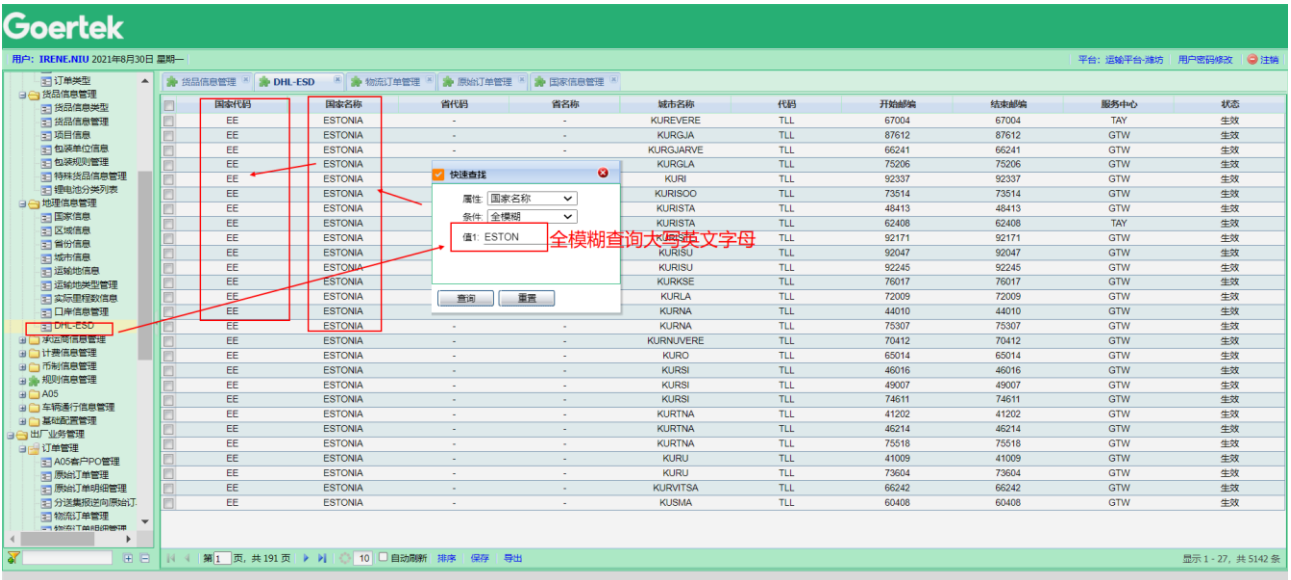 Goertek
用户: IRENE.NIU 2021年8月30日 星期一
平台: 运输平台-潍坊 用户密码修改 注销
订单类型
货品信息管理
货品信息类型
货品信息管理
项目信息
包装单位信息
包装规则管理
特殊货品信息管理
锂电池分类列表
地理信息管理
国家信息
区域信息
省份信息
城市信息
运输地信息
运输地类型管理
实际里程数信息
口岸信息管理
DHL-ESD
承运商信息管理
计费信息管理
币制信息管理
规则信息管理
A05
车辆通行信息管理
基础配置管理
出厂业务管理
订单管理
A05客户PO管理
原始订单管理
原始订单明细管理
分送集报逆向原始订.
物流订单管理
物流订单明细管理
货品信息管理 DHL-ESD 物流订单管理 原始订单管理 国家信息管理
国家代码 国家名称 省代码 省名称 城市名称 代码 开始邮编 结束邮编 服务中心 状态
EE ESTONIA - - KUREVERE TLL 67004 67004 TAY 生效
EE ESTONIA - - KURGJA TLL 87612 87612 GTW 生效
EE ESTONIA - - KURGJARVE TLL 66241 66241 GTW 生效
EE ESTONIA KURGLA TLL 75206 75206 GTW 生效
EE ESTONIA KURI TLL 92337 92337 GTW 生效
EE ESTONIA KURISOO TLL 73514 73514 GTW 生效
EE ESTONIA KURISTA TLL 48413 48413 GTW 生效
EE ESTONIA KURISTA TLL 62408 62408 TAY 生效
EE ESTONIA TLL 92171 92171 GTW 生效
EE ESTONIA KURISU TLL 92047 92047 GTW 生效
EE ESTONIA KURISU TLL 92245 92245 GTW 生效
EE ESTONIA KURKSE TLL 76017 76017 GTW 生效
EE ESTONIA KURLA TLL 72009 72009 GTW 生效
EE ESTONIA KURNA TLL 44010 44010 GTW 生效
EE ESTONIA - - KURNA TLL 75307 75307 GTW 生效
EE ESTONIA - - KURNUVERE TLL 70412 70412 GTW 生效
EE ESTONIA - - KURO TLL 65014 65014 GTW 生效
EE ESTONIA - - KURSI TLL 46016 46016 GTW 生效
EE ESTONIA - - KURSI TLL 49007 49007 GTW 生效
EE ESTONIA - - KURSI TLL 74611 74611 GTW 生效
EE ESTONIA - - KURTNA TLL 41202 41202 GTW 生效
EE ESTONIA - - KURTNA TLL 46214 46214 GTW 生效
EE ESTONIA - - KURTNA TLL 75518 75518 GTW 生效
EE ESTONIA - - KURU TLL 41009 41009 GTW 生效
EE ESTONIA - - KURU TLL 73604 73604 GTW 生效
EE ESTONIA - - KURVITSA TLL 66242 66242 GTW 生效
EE ESTONIA - - KUSMA TLL 60408 60408 GTW 生效
快速查找
属性: 国家名称
条件: 全模糊
值1: ESTON
全模糊查询大写英文字母
查询 重置
第 1 页, 共 191 页 10 自动刷新 排序 保存 导出
显示 1 - 27, 共 5142 条